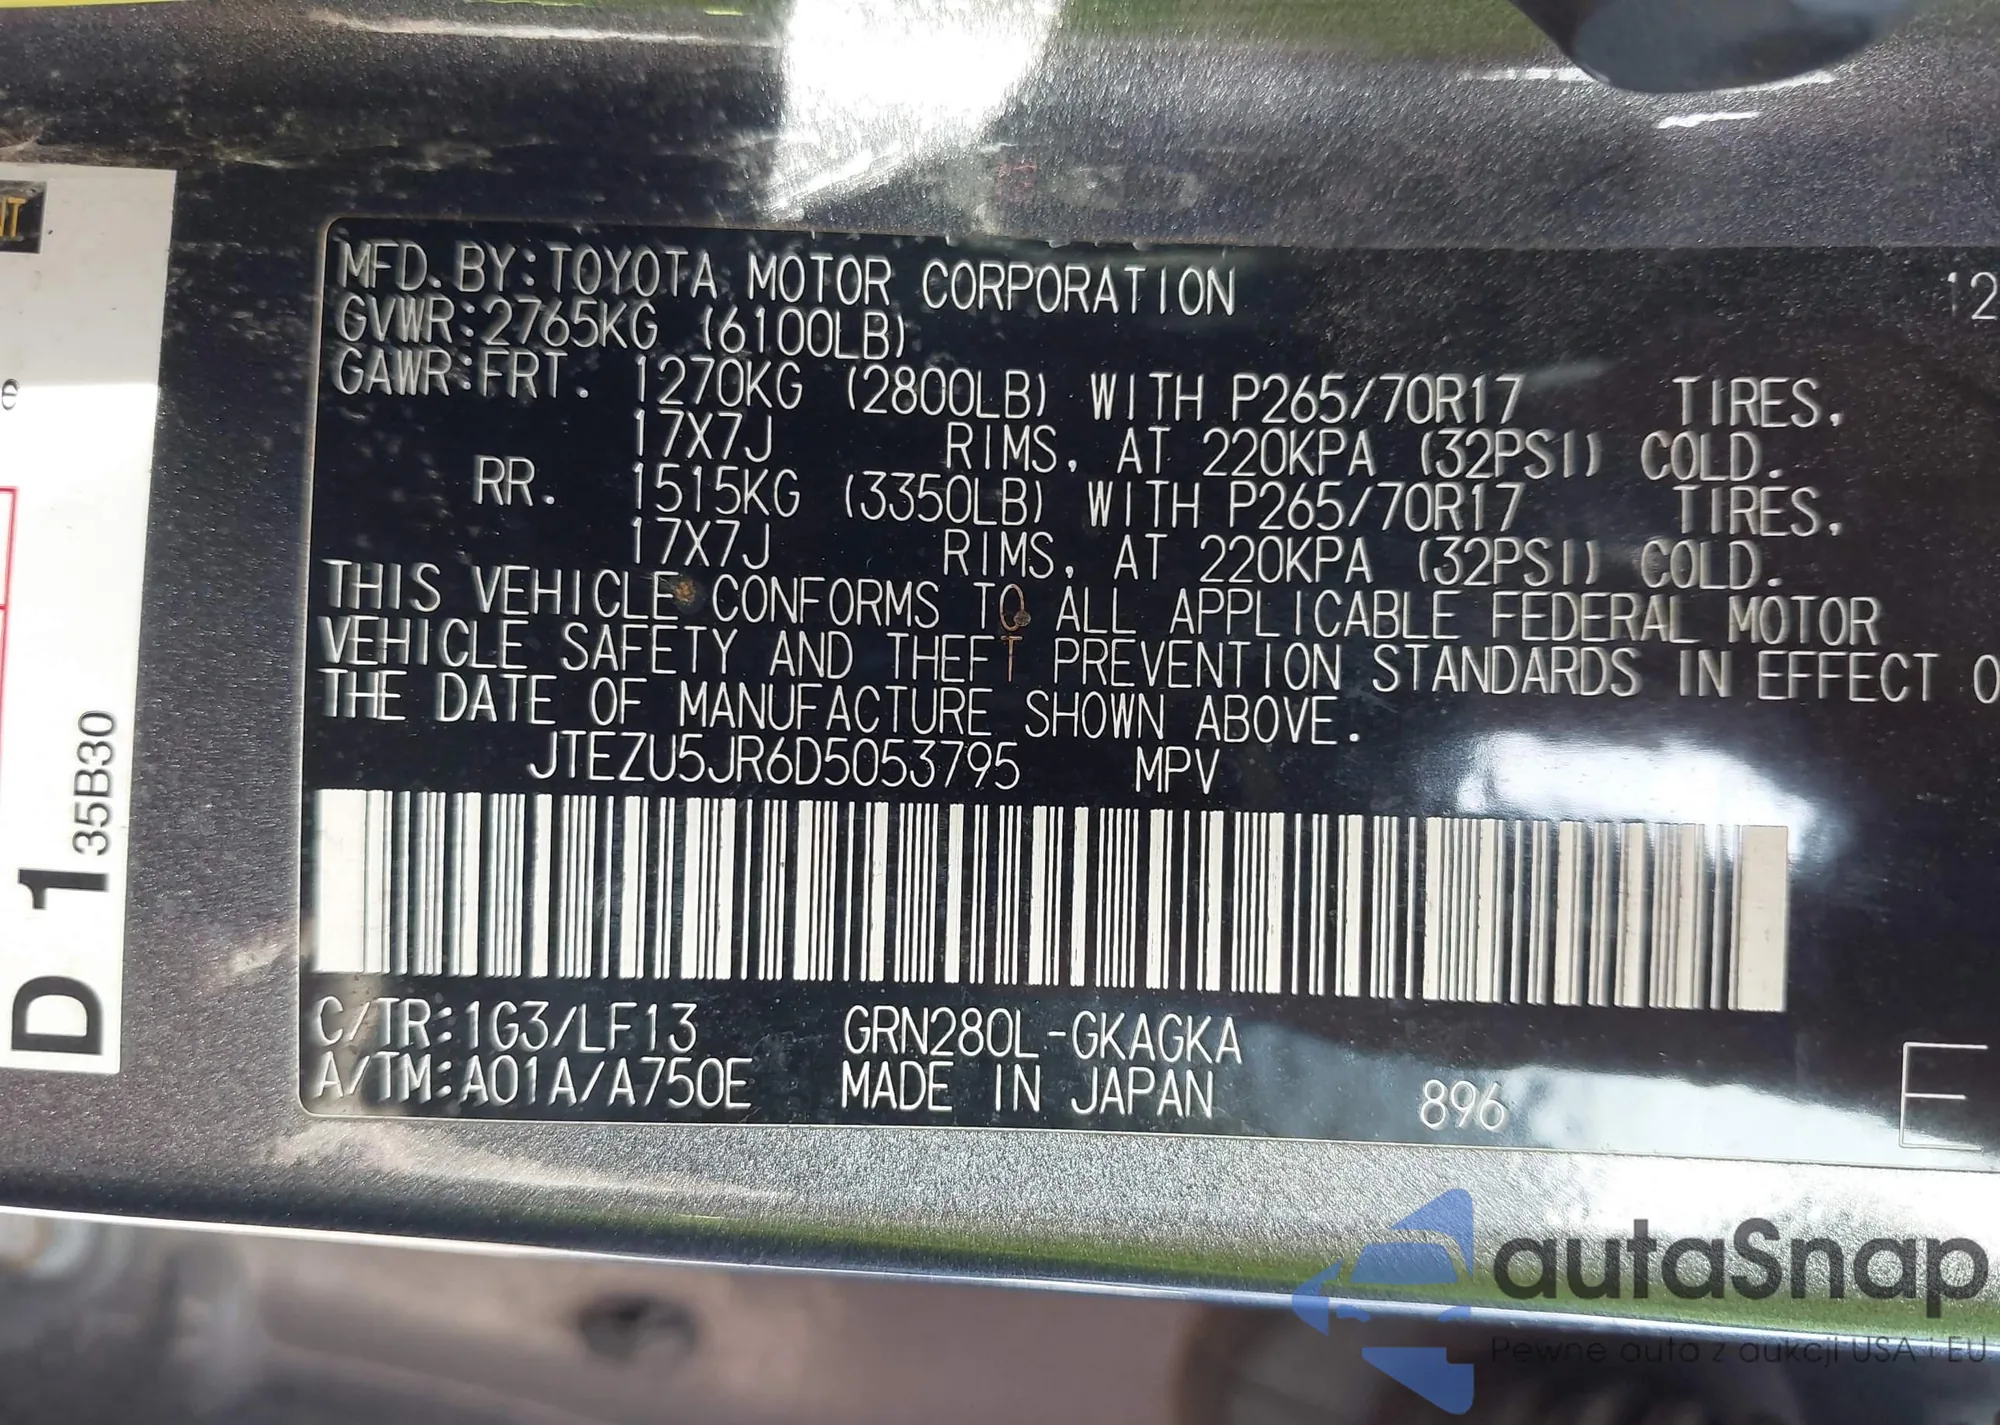 NT
e
D 1 35B30
MFD. BY:TOYOTA MOTOR CORPORATION 12
GVWR:2765KG (6100LB)
GAWR:FRT. 1270KG (2800LB) WITH P265/70R17 TIRES,
17X7J RIMS, AT 220KPA (32PSI) COLD.
RR. 1515KG (3350LB) WITH P265/70R17 TIRES,
17X7J RIMS, AT 220KPA (32PSI) COLD.
THIS VEHICLE CONFORMS TO ALL APPLICABLE FEDERAL MOTOR
VEHICLE SAFETY AND THEFT PREVENTION STANDARDS IN EFFECT O
THE DATE OF MANUFACTURE SHOWN ABOVE.
JTEZU5JR6D5053795 MPV
C/TR:1G3/LF13 GRN280L-GKAGKA
A/TM:A01A/A750E MADE IN JAPAN 896 E
autaSnap
Pewne auto z aukcji USA i EU